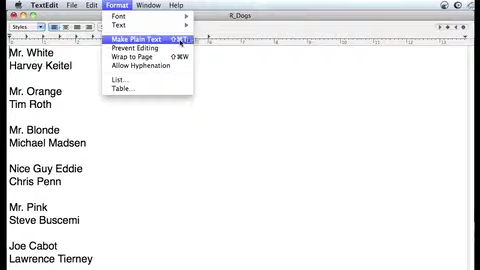 TextEdit File Edit Format Window Help
R_Dogs
Styles
Font
Text
Make Plain Text ⇧⌘T
Prevent Editing
Wrap to Page ⇧⌘W
Allow Hyphenation
List...
Table...
Mr. White
Harvey Keitel
Mr. Orange
Tim Roth
Mr. Blonde
Michael Madsen
Nice Guy Eddie
Chris Penn
Mr. Pink
Steve Buscemi
Joe Cabot
Lawrence Tierney